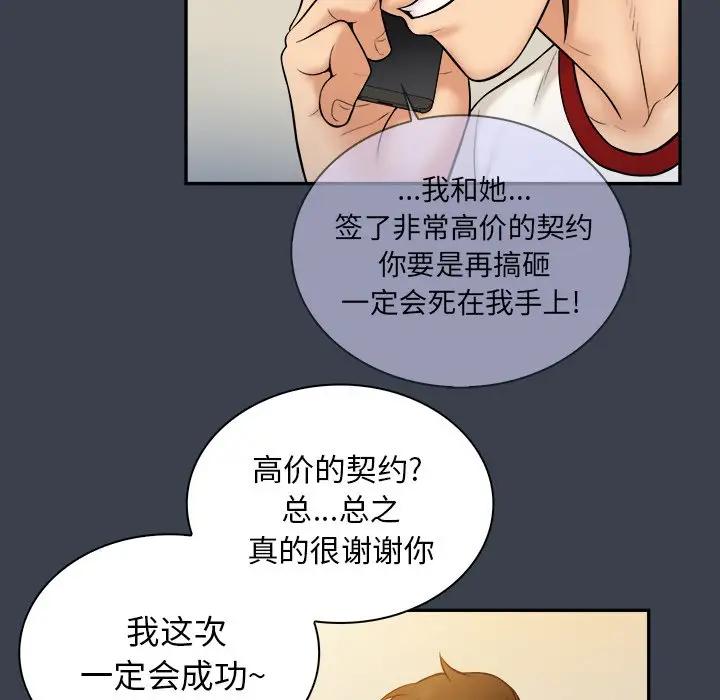 ...我和她...
签了非常高价的契约
你要是再搞砸
一定会死在我手上!
高价的契约?
总...总之
真的很谢谢你
我这次
一定会成功~